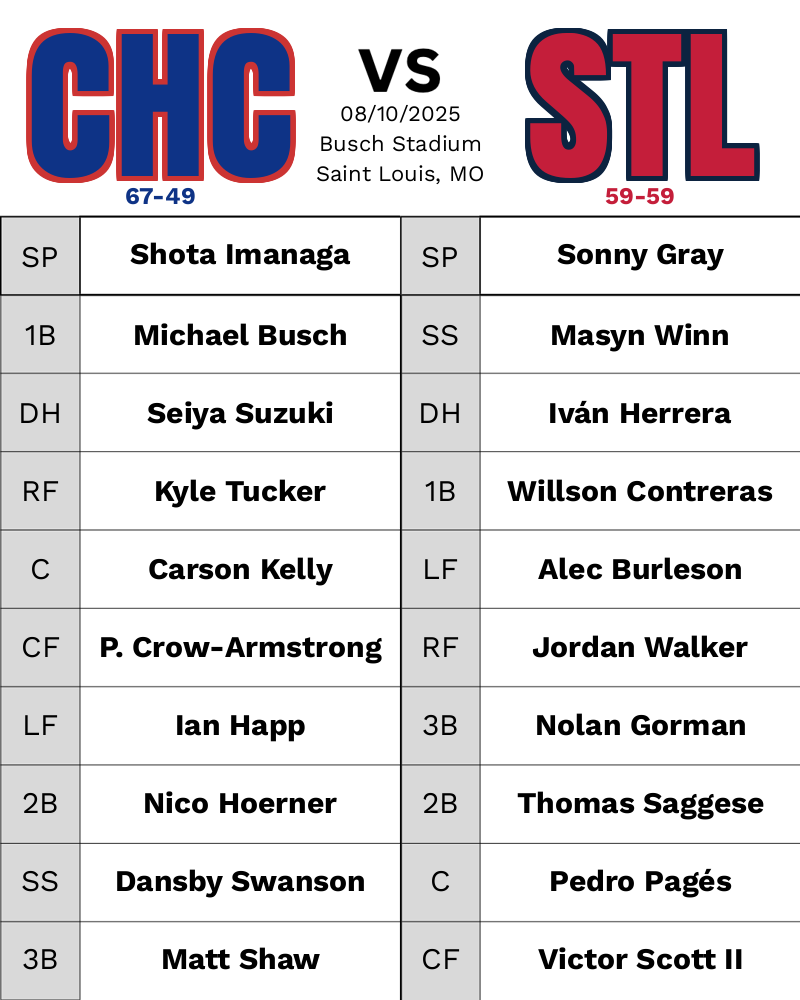 CHC
VS
STL
08/10/2025
Busch Stadium
Saint Louis, MO
67-49
59-59
SP Shota Imanaga SP Sonny Gray
1B Michael Busch SS Masyn Winn
DH Seiya Suzuki DH Iván Herrera
RF Kyle Tucker 1B Willson Contreras
C Carson Kelly LF Alec Burleson
CF P. Crow-Armstrong RF Jordan Walker
LF Ian Happ 3B Nolan Gorman
2B Nico Hoerner 2B Thomas Saggese
SS Dansby Swanson C Pedro Pagés
3B Matt Shaw CF Victor Scott II